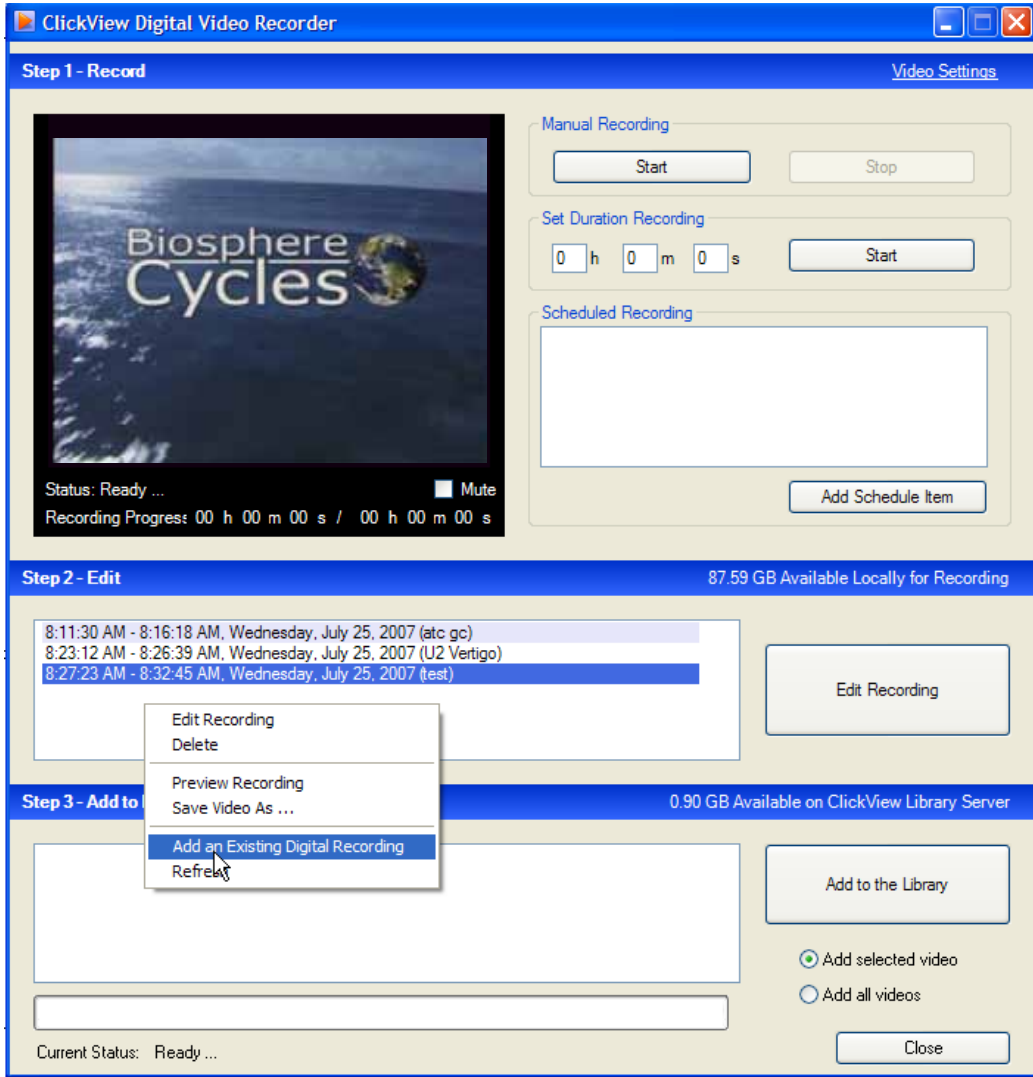 ClickView Digital Video Recorder
Step 1 - Record
Video Settings
Biosphere
Cycles
Status: Ready ...
Mute
Recording Progres: 00 h 00 m 00 s / 00 h 00 m 00 s
Manual Recording
Start
Stop
Set Duration Recording
0 h 0 m 0 s
Start
Scheduled Recording
Add Schedule Item
Step 2 - Edit
87.59 GB Available Locally for Recording
8:11:30 AM - 8:16:18 AM, Wednesday, July 25, 2007 (atc gc)
8:23:12 AM - 8:26:39 AM, Wednesday, July 25, 2007 (U2 Vertigo)
8:27:23 AM - 8:32:45 AM, Wednesday, July 25, 2007 (test)
Edit Recording
Edit Recording
Delete
Preview Recording
Save Video As ...
Add an Existing Digital Recording
Refresh
Step 3 - Add to
0.90 GB Available on ClickView Library Server
Add to the Library
Add selected video
Add all videos
Current Status: Ready ...
Close